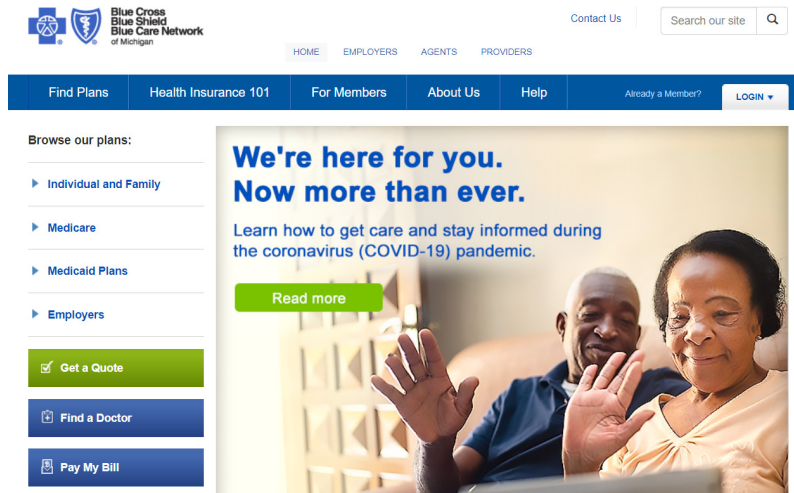 Blue Cross
Blue Shield
Blue Care Network
of Michigan
Contact Us
Search our site
HOME
EMPLOYERS
AGENTS
PROVIDERS
Find Plans
Health Insurance 101
For Members
About Us
Help
Already a Member?
LOGIN
Browse our plans:
Individual and Family
Medicare
Medicaid Plans
Employers
Get a Quote
Find a Doctor
Pay My Bill
We're here for you.
Now more than ever.
Learn how to get care and stay informed during
the coronavirus (COVID-19) pandemic.
Read more